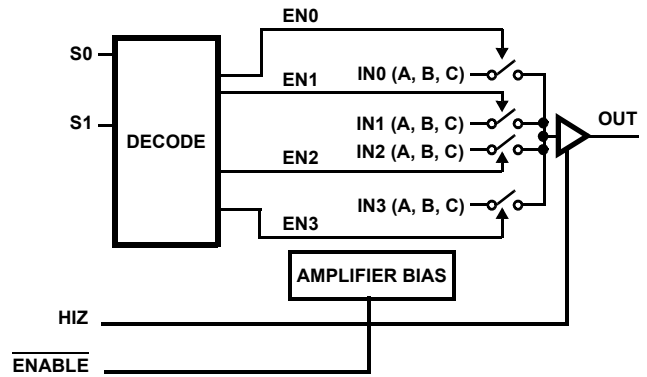 EN0
S0
IN0 (A, B, C)
EN1
OUT
S1
IN1 (A, B, C)
DECODE
IN2 (A, B, C)
EN2
IN3 (A, B, C)
EN3
AMPLIFIER BIAS
HIZ
ENABLE